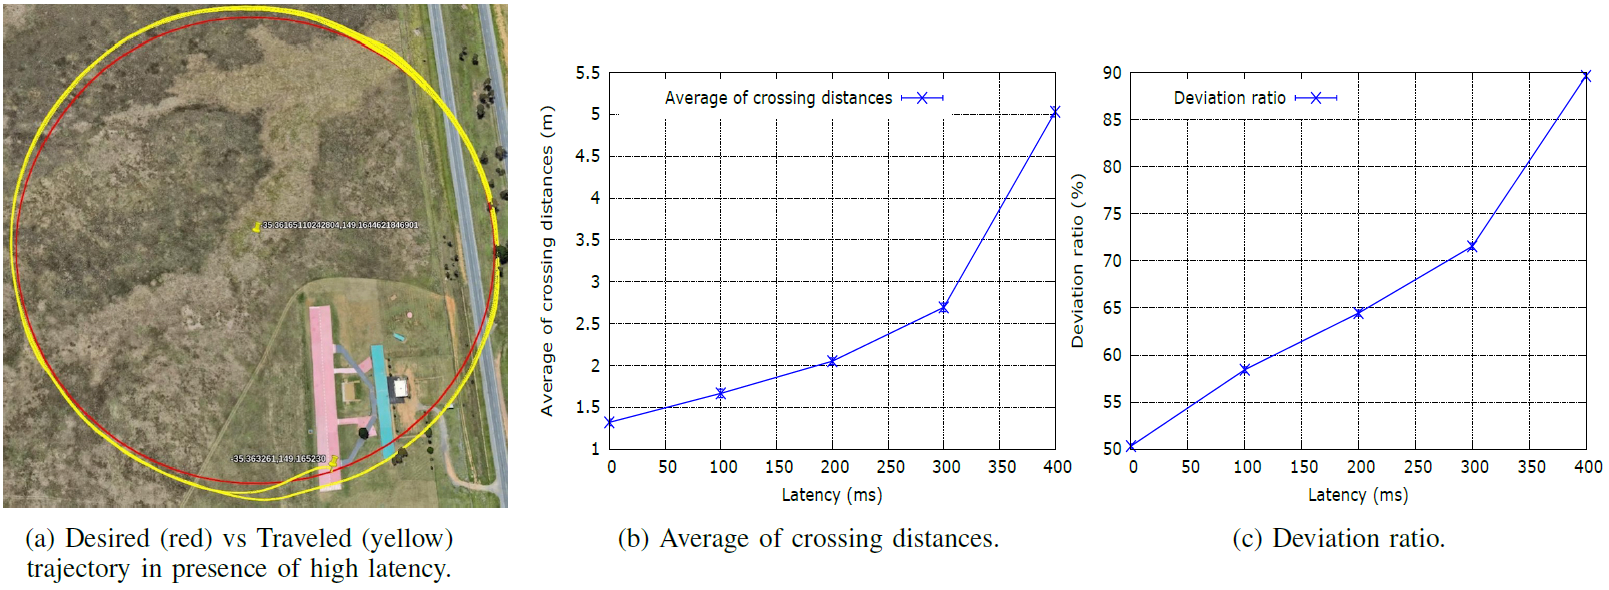 -35.36165110242804,149.1644621846901
-35.363261,149.165230
(a) Desired (red) vs Traveled (yellow)
trajectory in presence of high latency.
Average of crossing distances (m)
5.5
5
4.5
4
3.5
3
2.5
2
1.5
1
Average of crossing distances
0 50 100 150 200 250 300 350 400
Latency (ms)
(b) Average of crossing distances.
Deviation ratio (%)
90
85
80
75
70
65
60
55
50
Deviation ratio
0 50 100 150 200 250 300 350 400
Latency (ms)
(c) Deviation ratio.